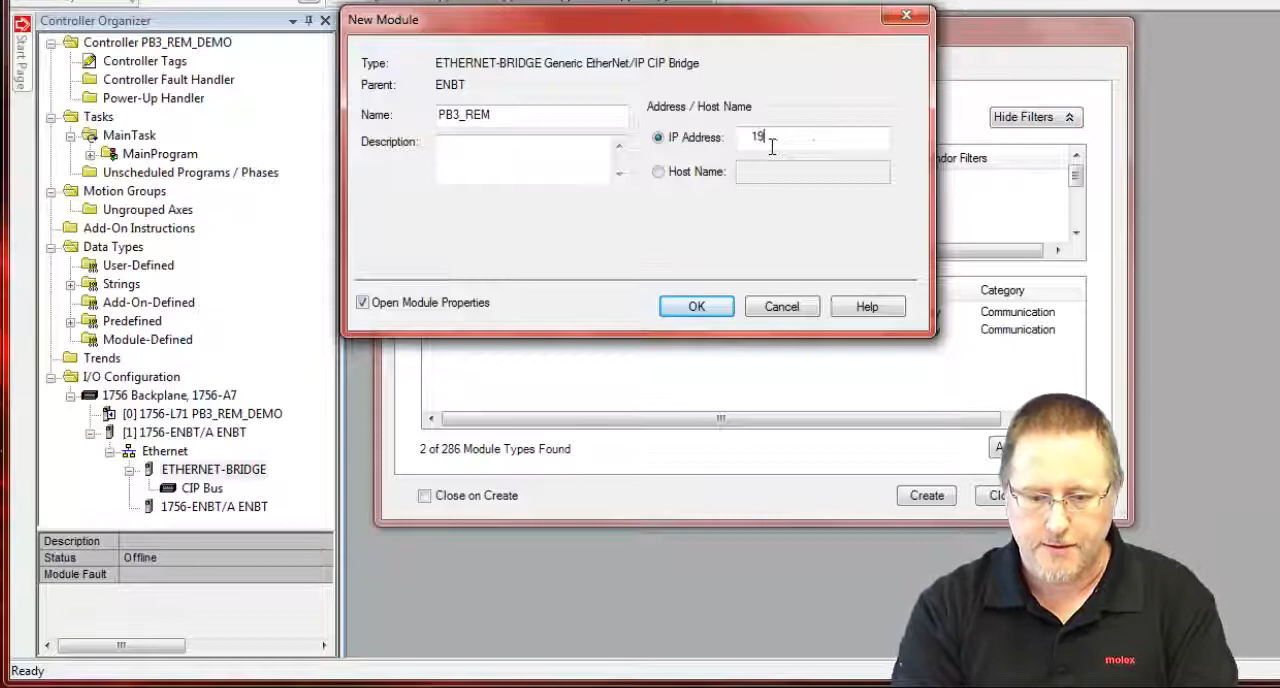 Start Page
Controller Organizer
Controller PB3_REM_DEMO
Controller Tags
Controller Fault Handler
Power-Up Handler
Tasks
MainTask
MainProgram
Unscheduled Programs / Phases
Motion Groups
Ungrouped Axes
Add-On Instructions
Data Types
User-Defined
Strings
Add-On-Defined
Predefined
Module-Defined
Trends
I/O Configuration
1756 Backplane, 1756-A7
[0] 1756-L71 PB3_REM_DEMO
[1] 1756-ENBT/A ENBT
Ethernet
ETHERNET-BRIDGE
CIP Bus
1756-ENBT/A ENBT
Description
Status Offline
Module Fault
Ready
New Module
Type: ETHERNET-BRIDGE Generic EtherNet/IP CIP Bridge
Parent: ENBT
Name: PB3_REM
Description:
Address / Host Name
IP Address: 19
Host Name:
Open Module Properties
OK Cancel Help
Hide Filters
Filters
Category
Communication
Communication
2 of 286 Module Types Found
Close on Create
Create
molex